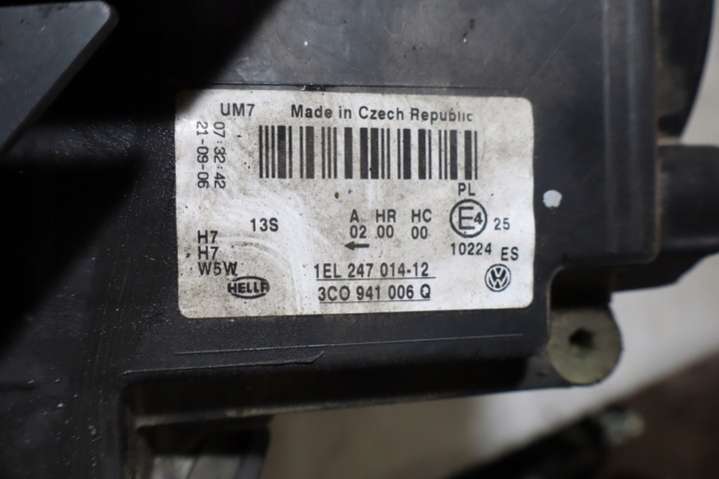 UM7 Made in Czech Republic
07:32:42
21-09-06
PL
13S
A HR HC
02 00 00
E4 25
10224 ES
H7
H7
W5W
1EL 247 014-12
HELLA
3C0 941 006 Q
VW